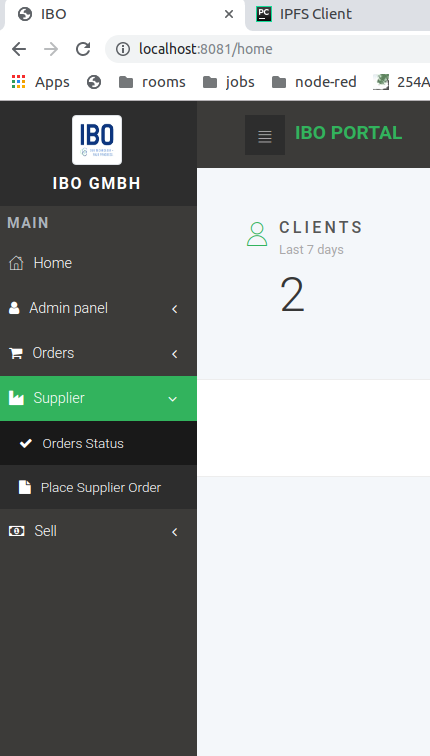 IBO
IPFS Client
localhost:8081/home
Apps
rooms
jobs
node-red
254A
IBO
IBO GMBH
IBO PORTAL
MAIN
Home
Admin panel
Orders
Supplier
Orders Status
Place Supplier Order
Sell
CLIENTS
Last 7 days
2